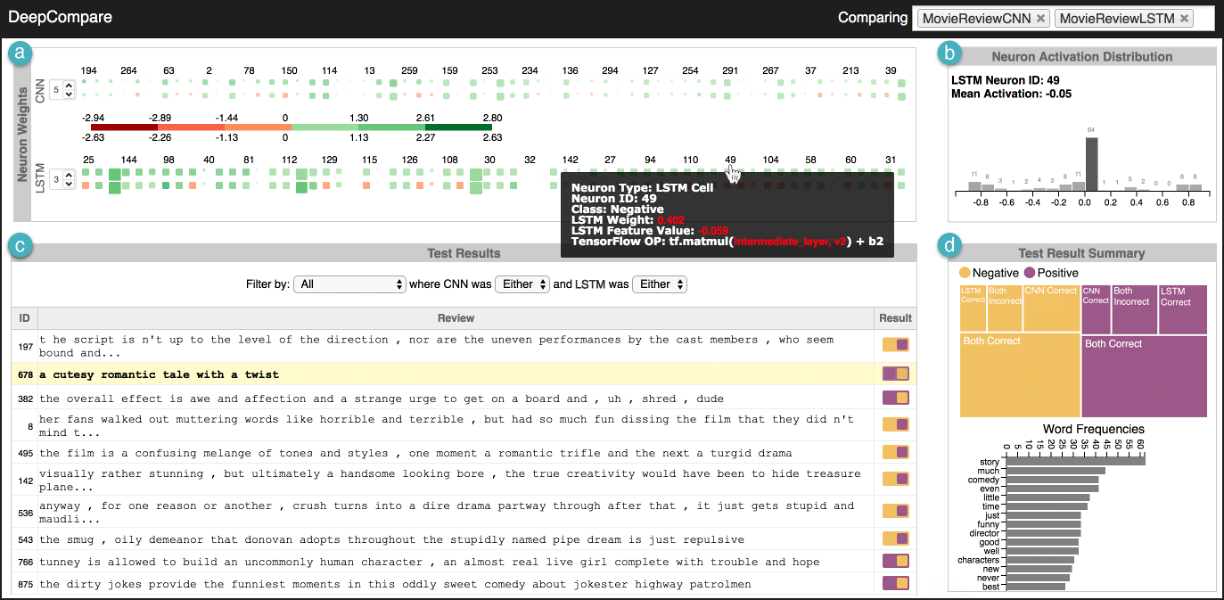 DeepCompare
Comparing MovieReviewCNN × MovieReviewLSTM ×
a
Neuron Weights
CNN
5
194 264 63 2 78 150 114 13 259 159 253 234 136 294 127 254 291 267 37 213 39
-2.94 -2.89 -1.44 0 1.30 2.61 2.80
-2.63 -2.26 -1.13 0 1.13 2.27 2.63
LSTM
3
25 144 98 40 81 112 129 115 126 108 30 32 142 27 94 110 49 104 58 60 31
Neuron Type: LSTM Cell
Neuron ID: 49
Class: Negative
LSTM Weight: 0.402
LSTM Feature Value: -0.059
TensorFlow OP: tf.matmul(intermediate_layer, v2) + b2
b
Neuron Activation Distribution
LSTM Neuron ID: 49
Mean Activation: -0.05
11 8 3 1 2 4 3 8 11 64 1 1 5 2 0 0 8 8
-0.8 -0.6 -0.4 -0.2 0.0 0.2 0.4 0.6 0.8
c
Test Results
Filter by: All where CNN was Either and LSTM was Either
ID Review Result
197 t he script is n't up to the level of the direction , nor are the uneven performances by the cast members , who seem
bound and...
678 a cutesy romantic tale with a twist
382 the overall effect is awe and affection and a strange urge to get on a board and , uh , shred , dude
8 her fans walked out muttering words like horrible and terrible , but had so much fun dissing the film that they did n't
mind t...
495 the film is a confusing melange of tones and styles , one moment a romantic trifle and the next a turgid drama
142 visually rather stunning , but ultimately a handsome looking bore , the true creativity would have been to hide treasure
plane...
536 anyway , for one reason or another , crush turns into a dire drama partway through after that , it just gets stupid and
maudli...
543 the smug , oily demeanor that donovan adopts throughout the stupidly named pipe dream is just repulsive
766 tunney is allowed to build an uncommonly human character , an almost real live girl complete with trouble and hope
875 the dirty jokes provide the funniest moments in this oddly sweet comedy about jokester highway patrolmen
d
Test Result Summary
Negative Positive
LSTM Correct
Both Incorrect
CNN Correct
CNN Correct
Both Incorrect
LSTM Correct
Both Correct
Both Correct
Word Frequencies
0 5 10 15 20 25 30 35 40 45 50 55 60
story
much
comedy
even
little
time
just
funny
director
good
well
characters
new
never
best